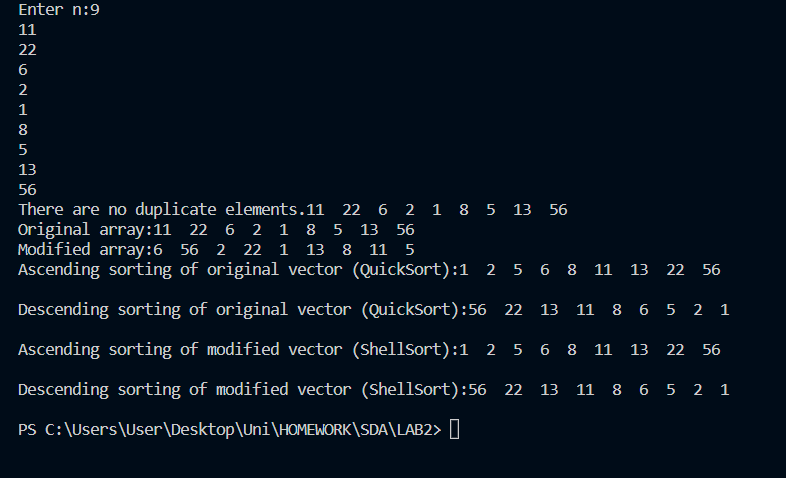 Enter n:9
11
22
6
2
1
8
5
13
56
There are no duplicate elements.11  22  6  2  1  8  5  13  56
Original array:11  22  6  2  1  8  5  13  56
Modified array:6  56  2  22  1  13  8  11  5
Ascending sorting of original vector (QuickSort):1  2  5  6  8  11  13  22  56
Descending sorting of original vector (QuickSort):56  22  13  11  8  6  5  2  1
Ascending sorting of modified vector (ShellSort):1  2  5  6  8  11  13  22  56
Descending sorting of modified vector (ShellSort):56  22  13  11  8  6  5  2  1
PS C:\Users\User\Desktop\Uni\HOMEWORK\SDA\LAB2>